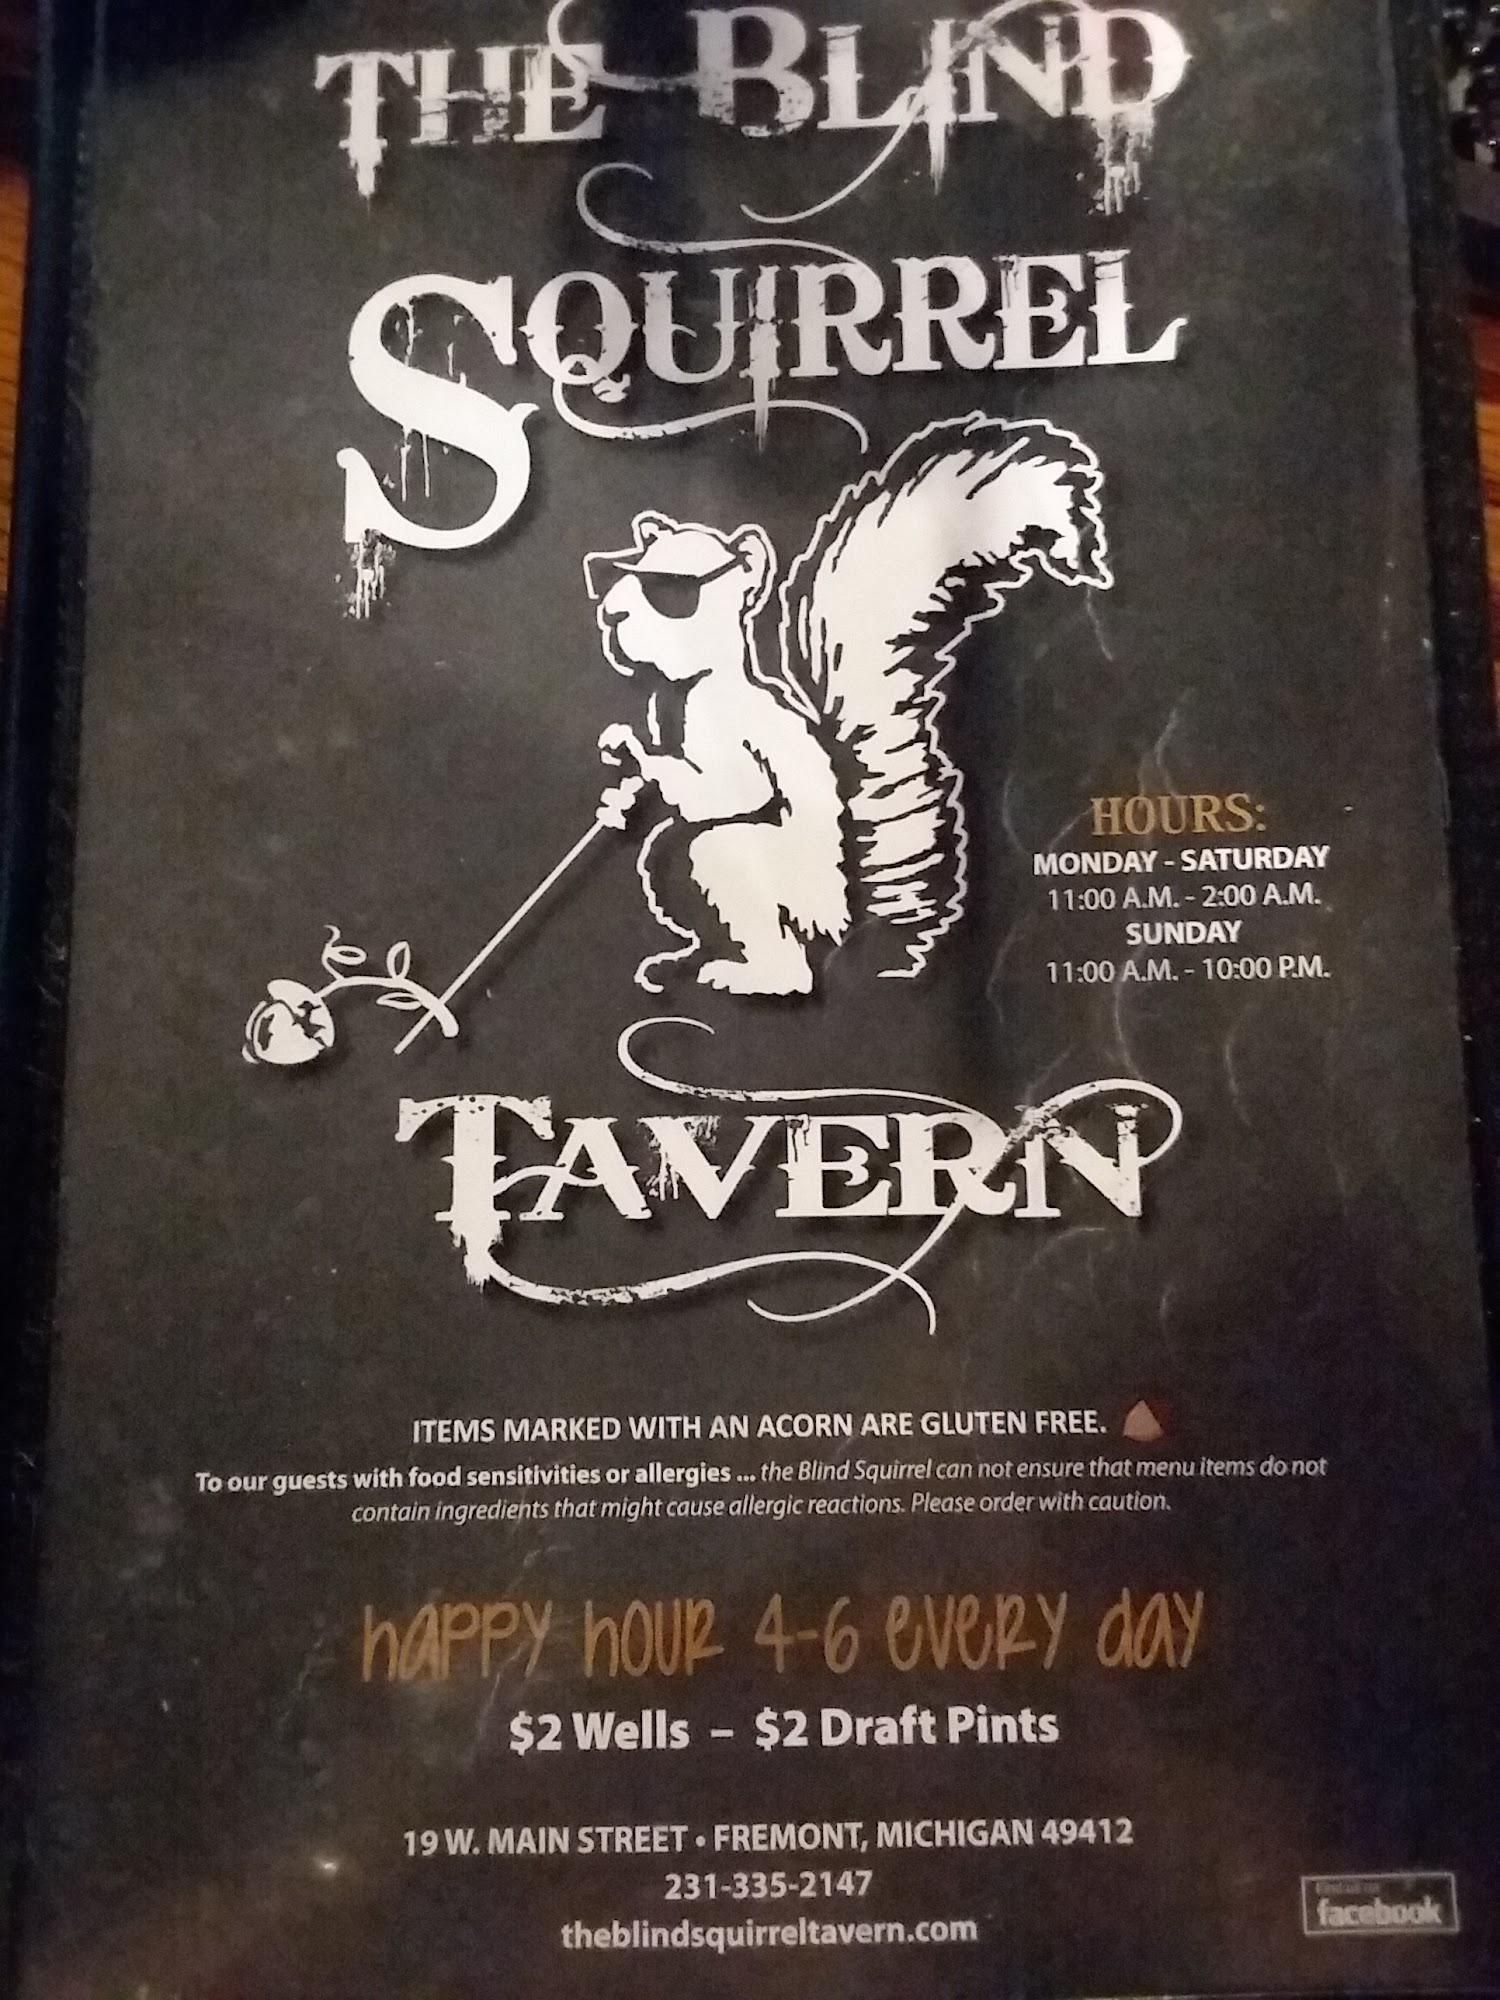 THE BLIND
SQUIRREL
HOURS:
MONDAY - SATURDAY
11:00 A.M. - 2:00 A.M.
SUNDAY
11:00 A.M. - 10:00 P.M.
TAVERN
ITEMS MARKED WITH AN ACORN ARE GLUTEN FREE.
To our guests with food sensitivities or allergies ... the Blind Squirrel can not ensure that menu items do not
contain ingredients that might cause allergic reactions. Please order with caution.
happy hour 4-6 every day
$2 Wells – $2 Draft Pints
19 W. MAIN STREET • FREMONT, MICHIGAN 49412
231-335-2147
theblindsquirreltavern.com
Find us on
facebook